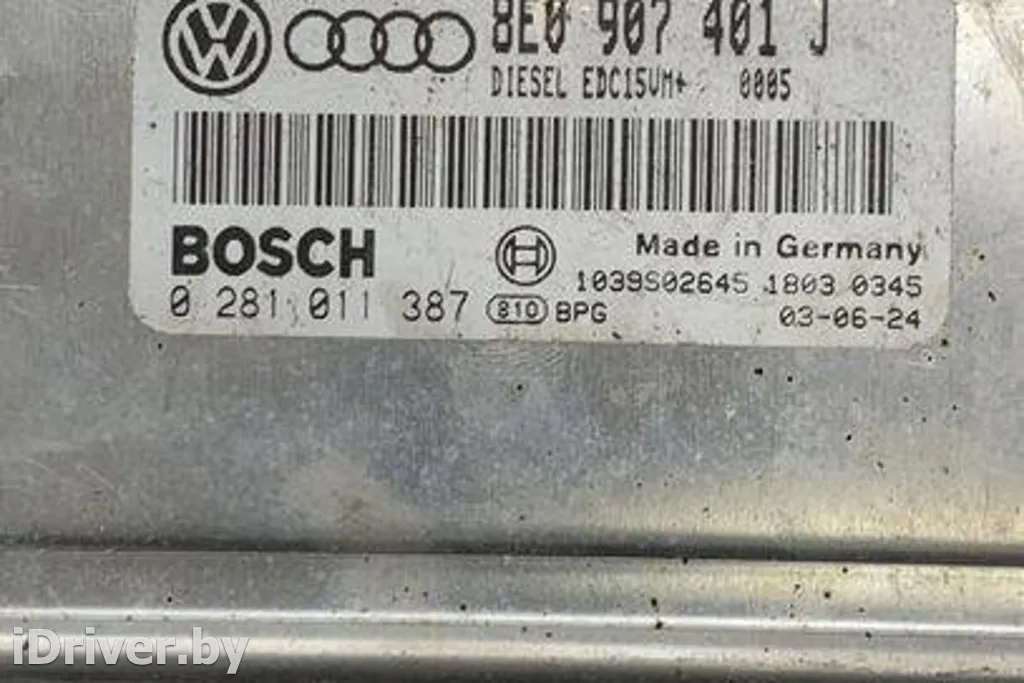 8E0 907 401 J
DIESEL EDC15VM+ 0005
BOSCH
Made in Germany
1039S02645 1803 0345
0 281 011 387 810 BPG
03-06-24
iDriver.by